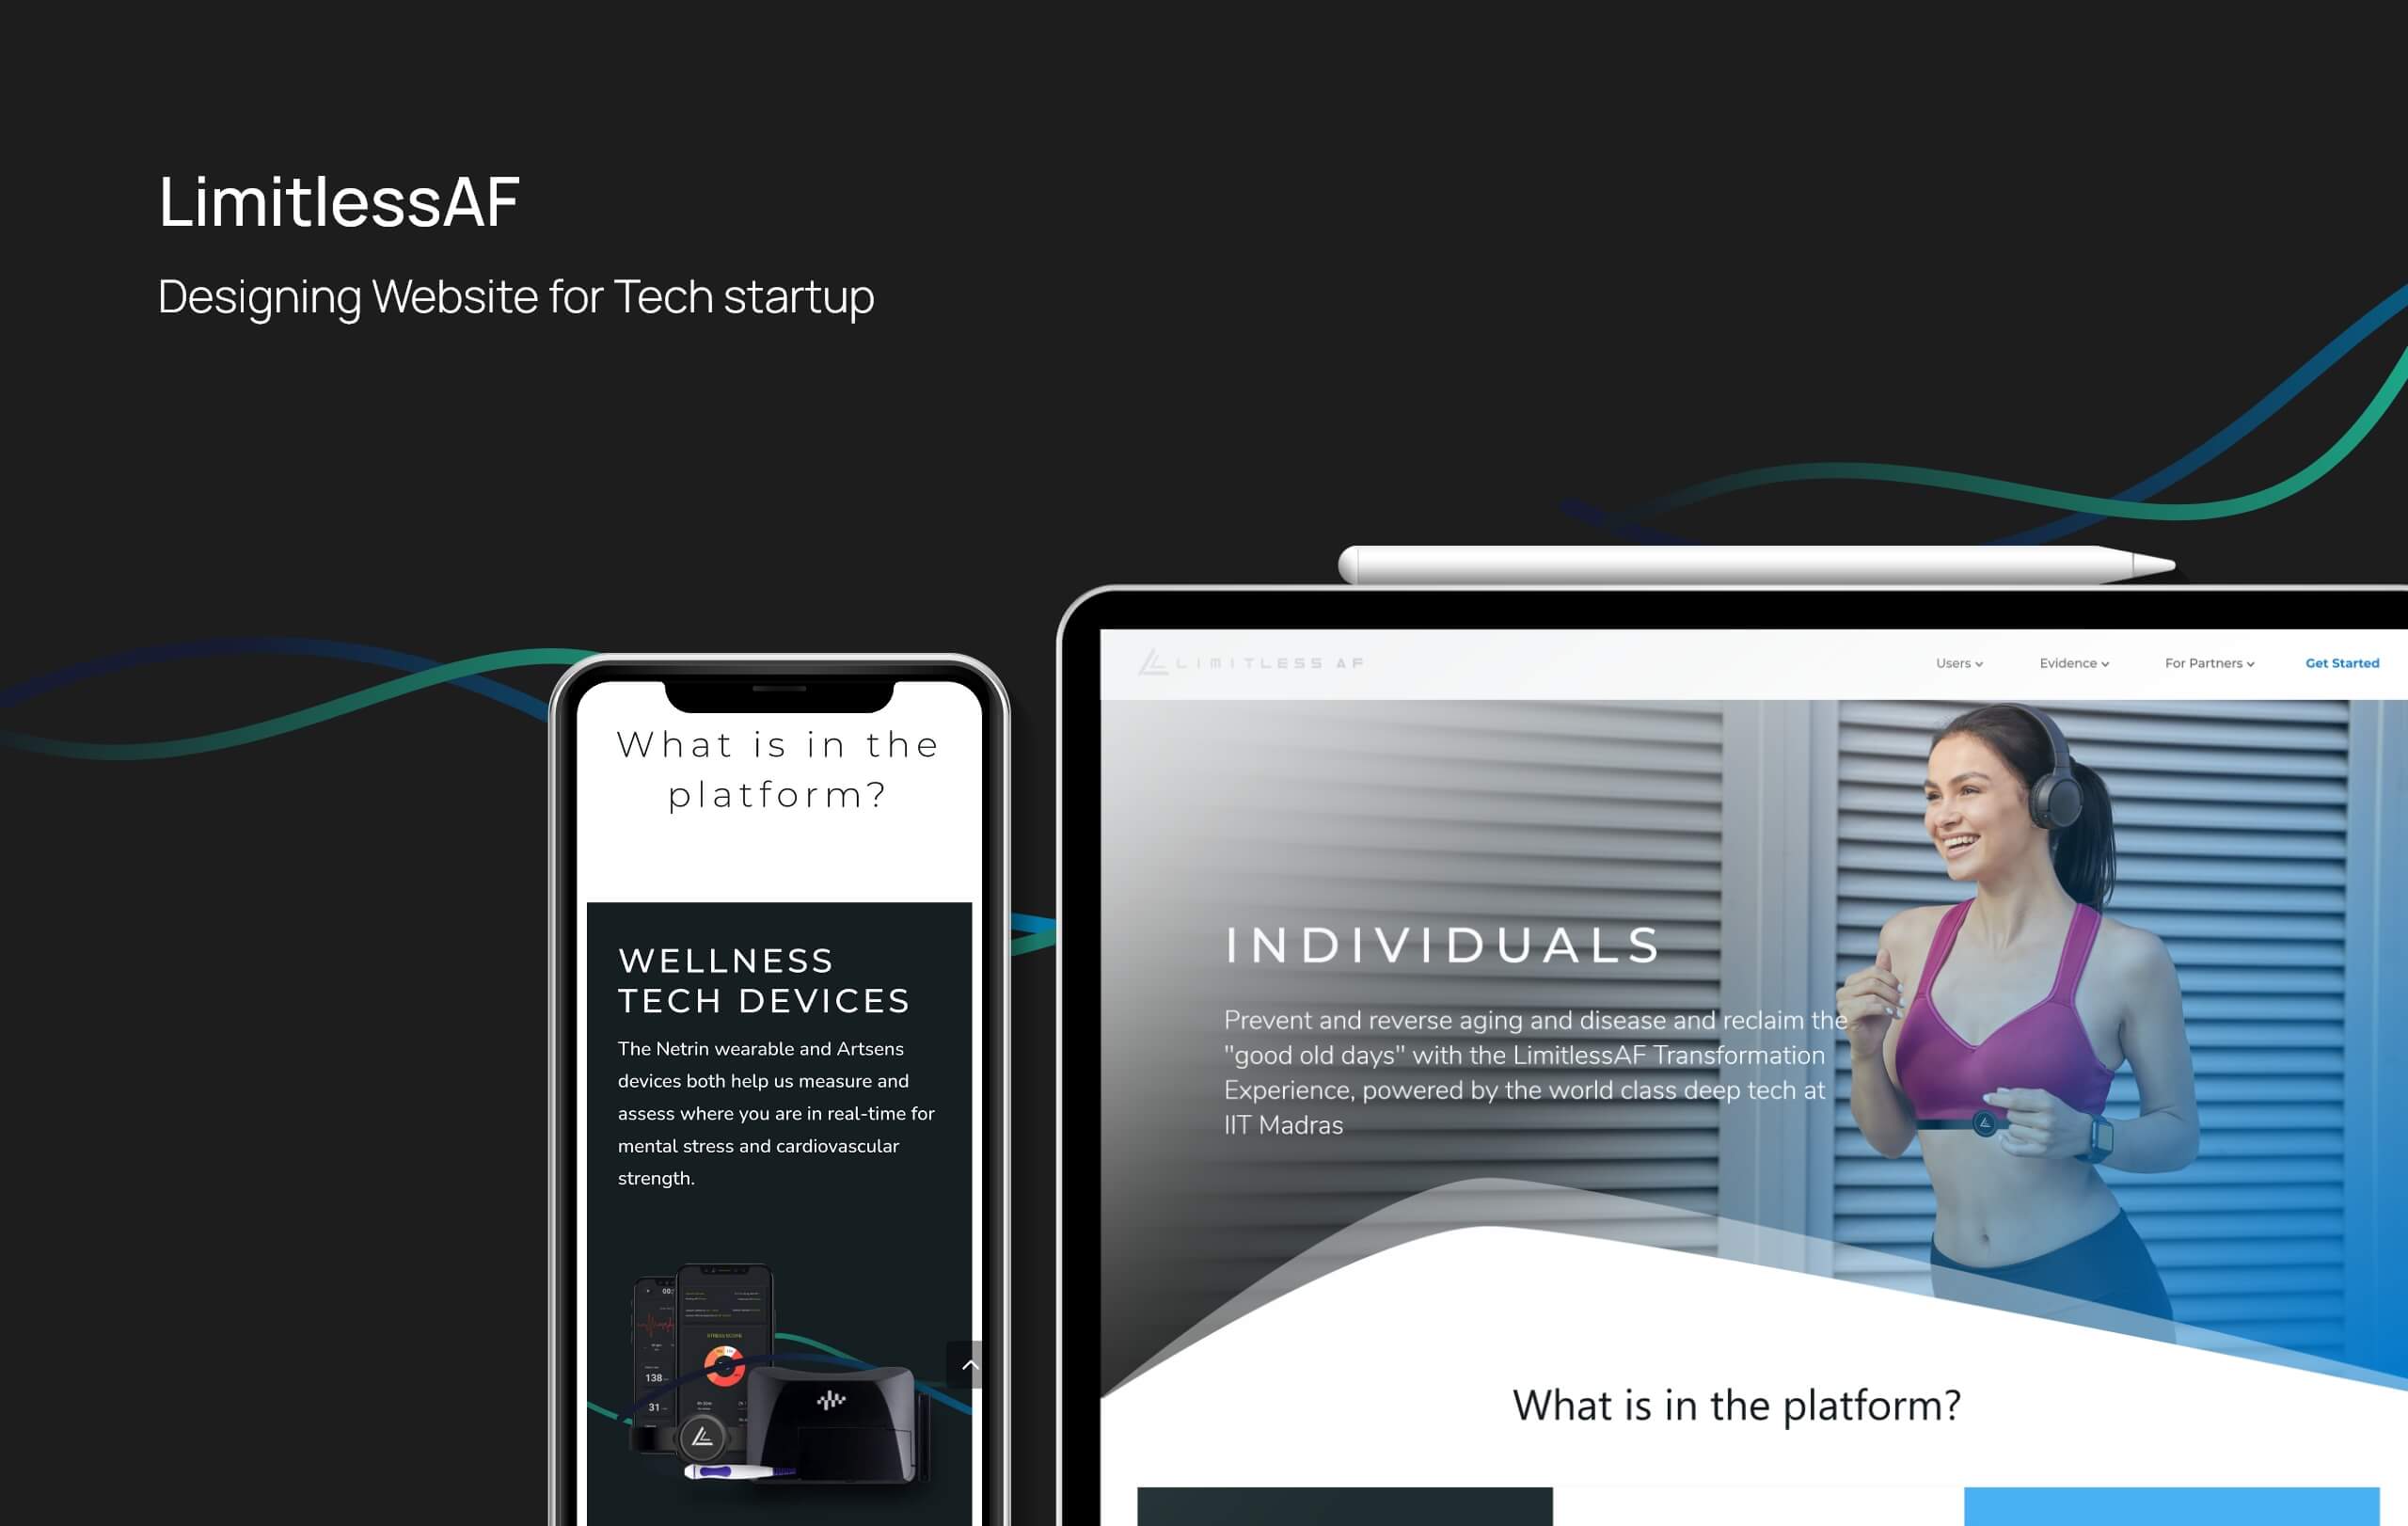 LimitlessAF
Designing Website for Tech startup
What is in the
platform?
WELLNESS
TECH DEVICES
The Netrin wearable and Artsens
devices both help us measure and
assess where you are in real-time for
mental stress and cardiovascular
strength.
138
31
LIMITLESS AF
Users
Evidence
For Partners
Get Started
INDIVIDUALS
Prevent and reverse aging and disease and reclaim the
"good old days" with the LimitlessAF Transformation
Experience, powered by the world class deep tech at
IIT Madras
What is in the platform?